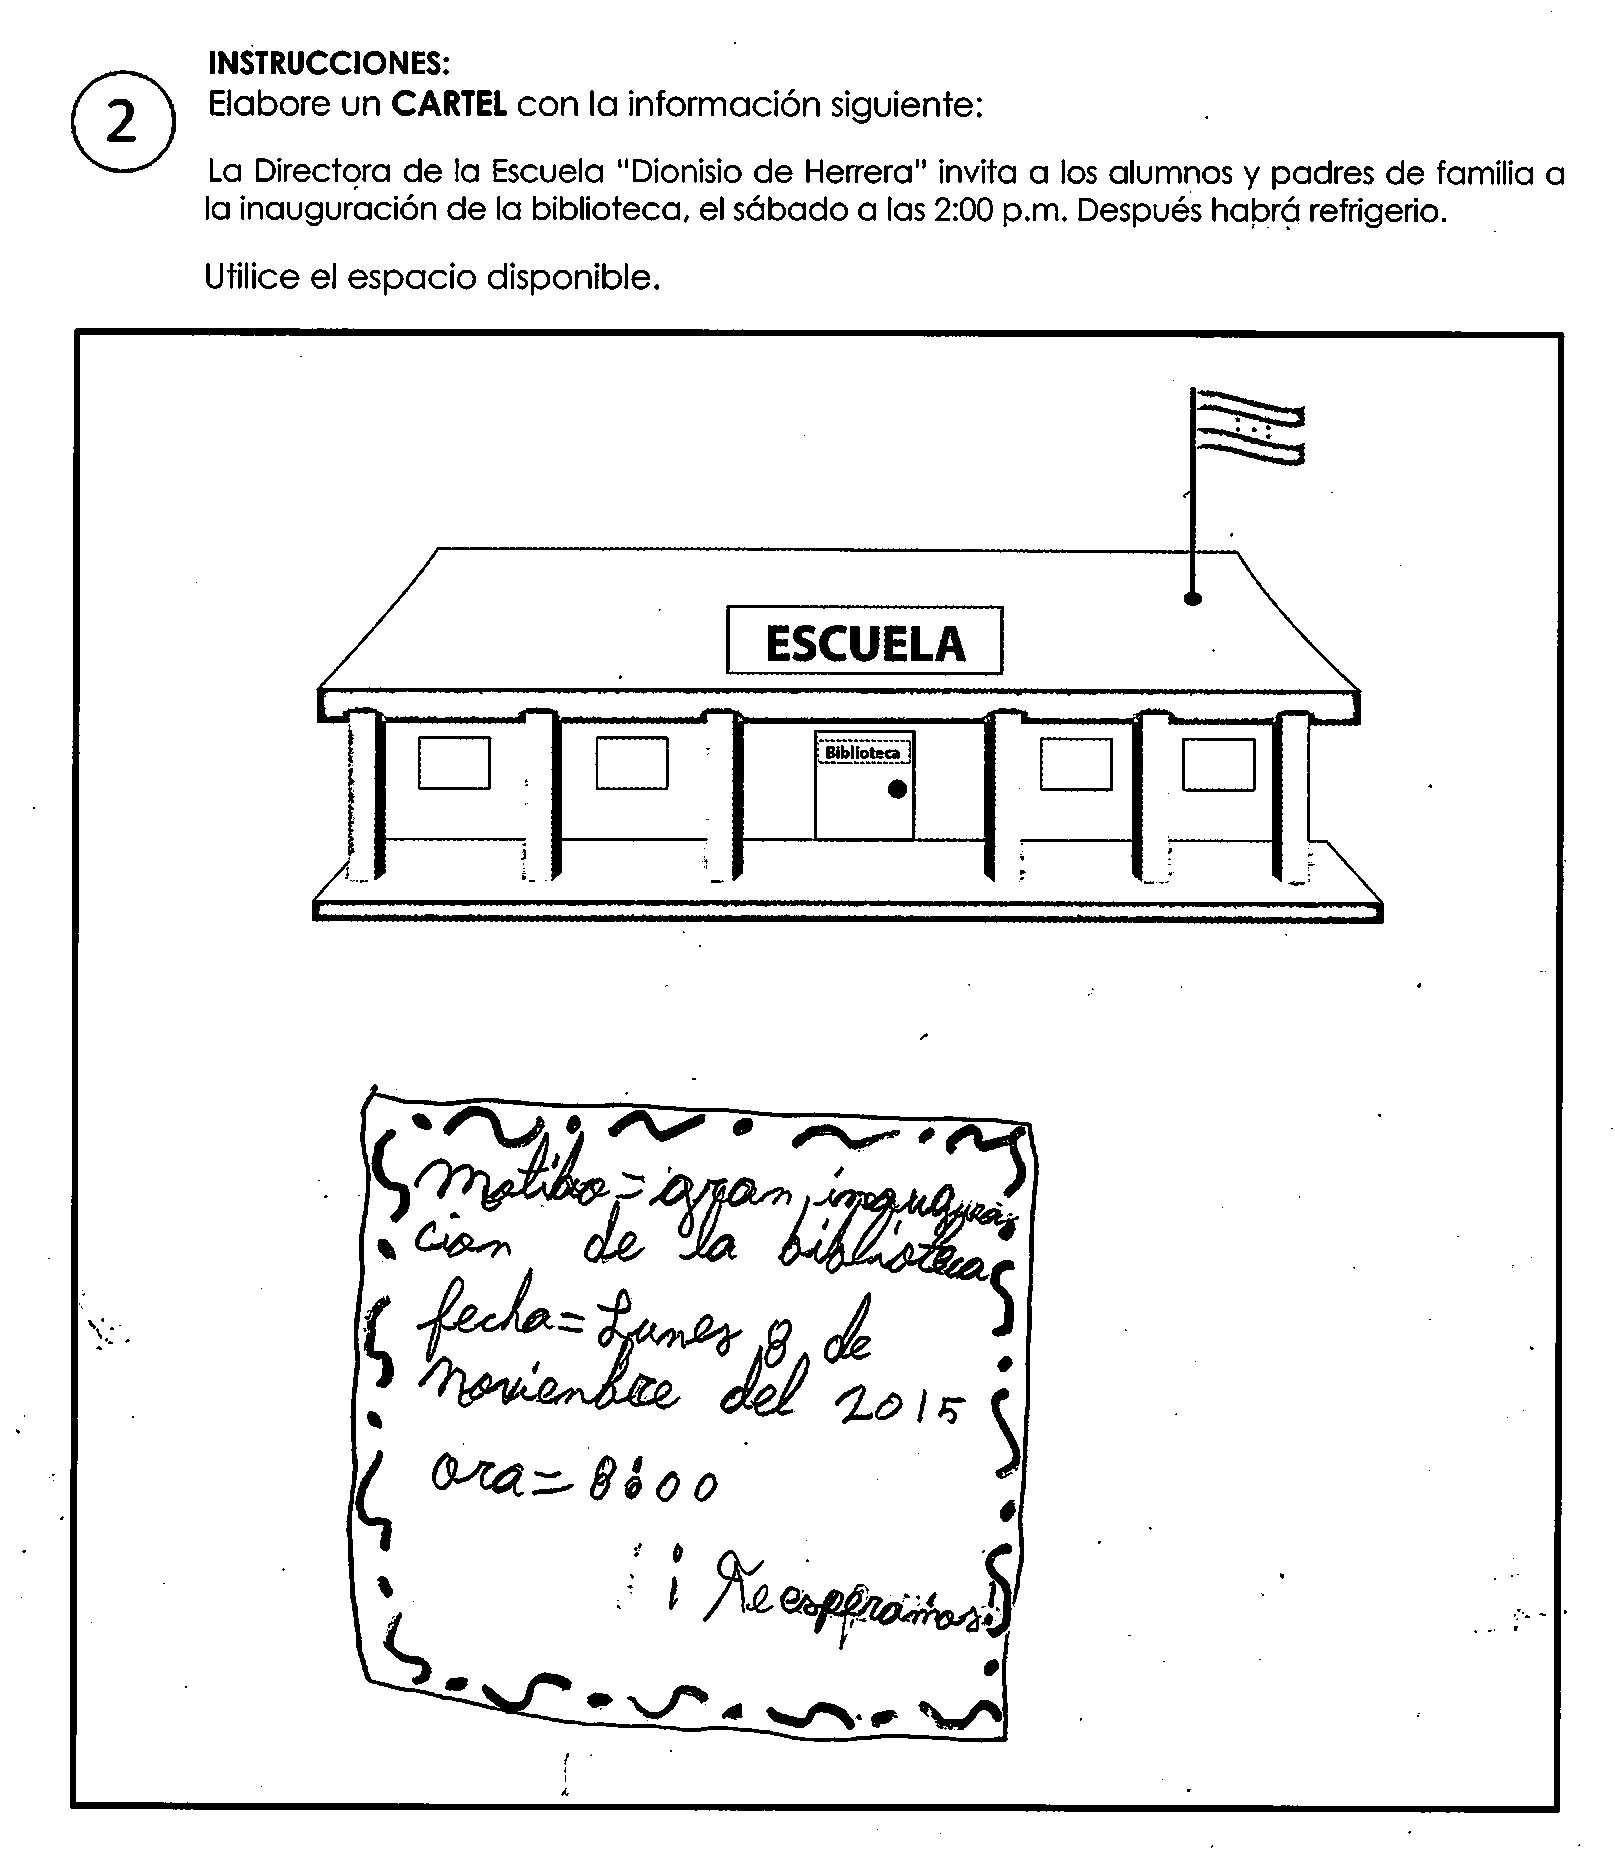 INSTRUCCIONES:
2
Elabore un CARTEL con la información siguiente:
La Directora de la Escuela "Dionisio de Herrera" invita a los alumnos y padres de familia a
la inauguración de la biblioteca, el sábado a las 2:00 p.m. Después habrá refrigerio.
Utilice el espacio disponible.
ESCUELA
Biblioteca
Motibo = gran inaugura
cion de la biblioteca
fecha = Lunes 8 de
Noviembre del 2015
ora = 8:00
¡Te esperamos!